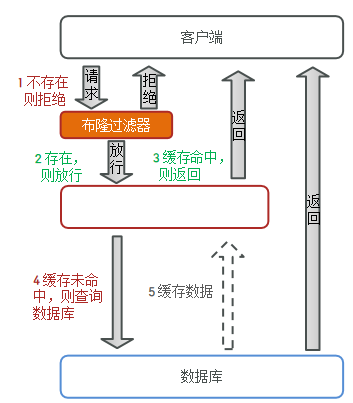 客户端
1 不存在
则拒绝
请求
拒绝
布隆过滤器
2 存在，
则放行
放行
3 缓存命中，
则返回
返回
返回
4 缓存未命
中，则查询
数据库
5 缓存数据
数据库